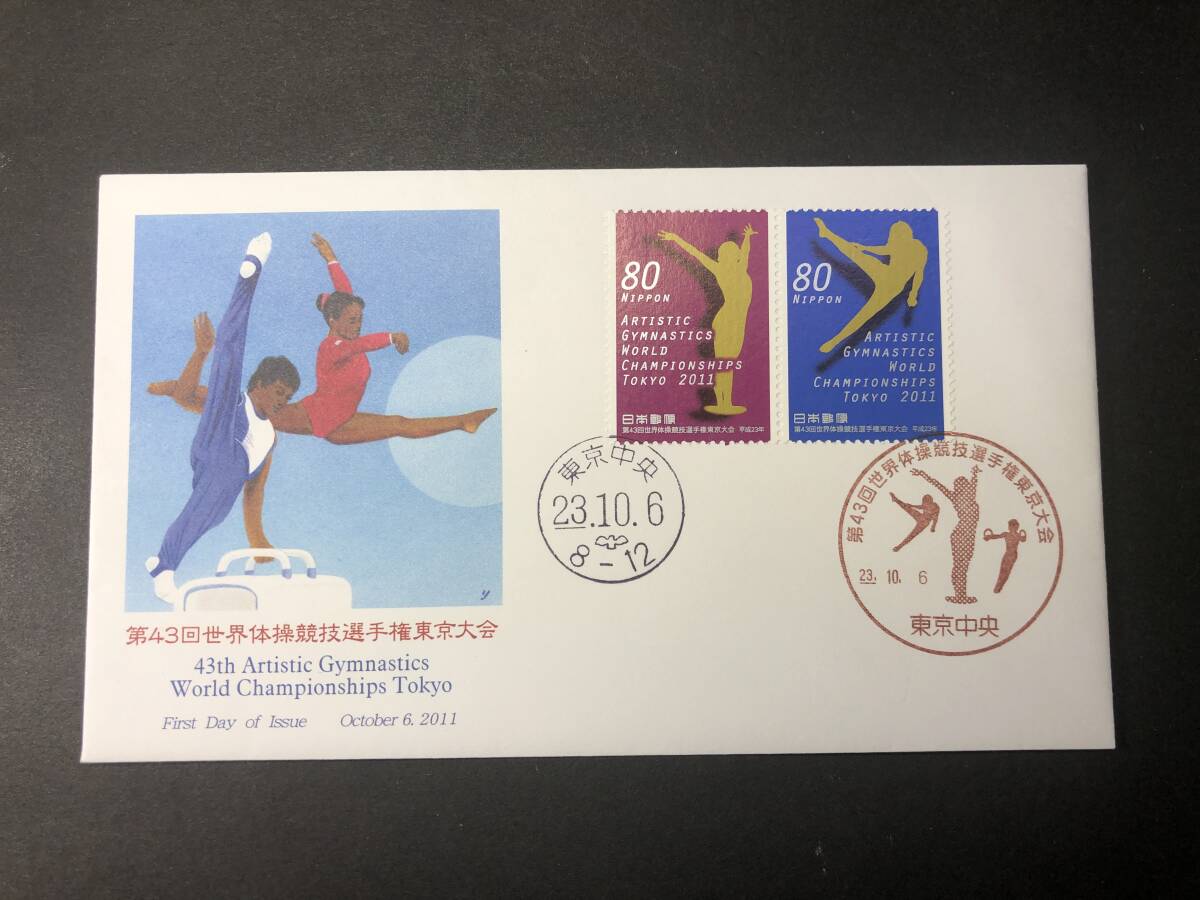 第43回世界体操競技選手権東京大会
43th Artistic Gymnastics
World Championships Tokyo
First Day of Issue October 6. 2011
y
80
NIPPON
ARTISTIC
GYMNASTICS
WORLD
CHAMPIONSHIPS
TOKYO 2011
日本郵便
第43回世界体操競技選手権東京大会 平成23年
80
NIPPON
ARTISTIC
GYMNASTICS
WORLD
CHAMPIONSHIPS
TOKYO 2011
日本郵便
第43回世界体操競技選手権東京大会 平成23年
東京中央
23.10.6
8-12
第43回世界体操競技選手権東京大会
23. 10. 6
東京中央